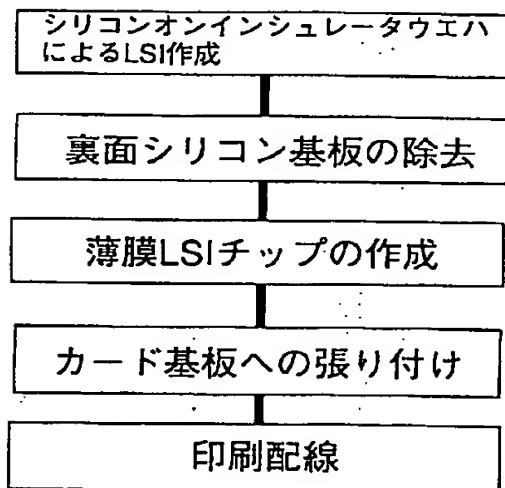 シリコンオンインシュレータウエハ
によるLSI作成
裏面シリコン基板の除去
薄膜LSIチップの作成
カード基板への張り付け
印刷配線